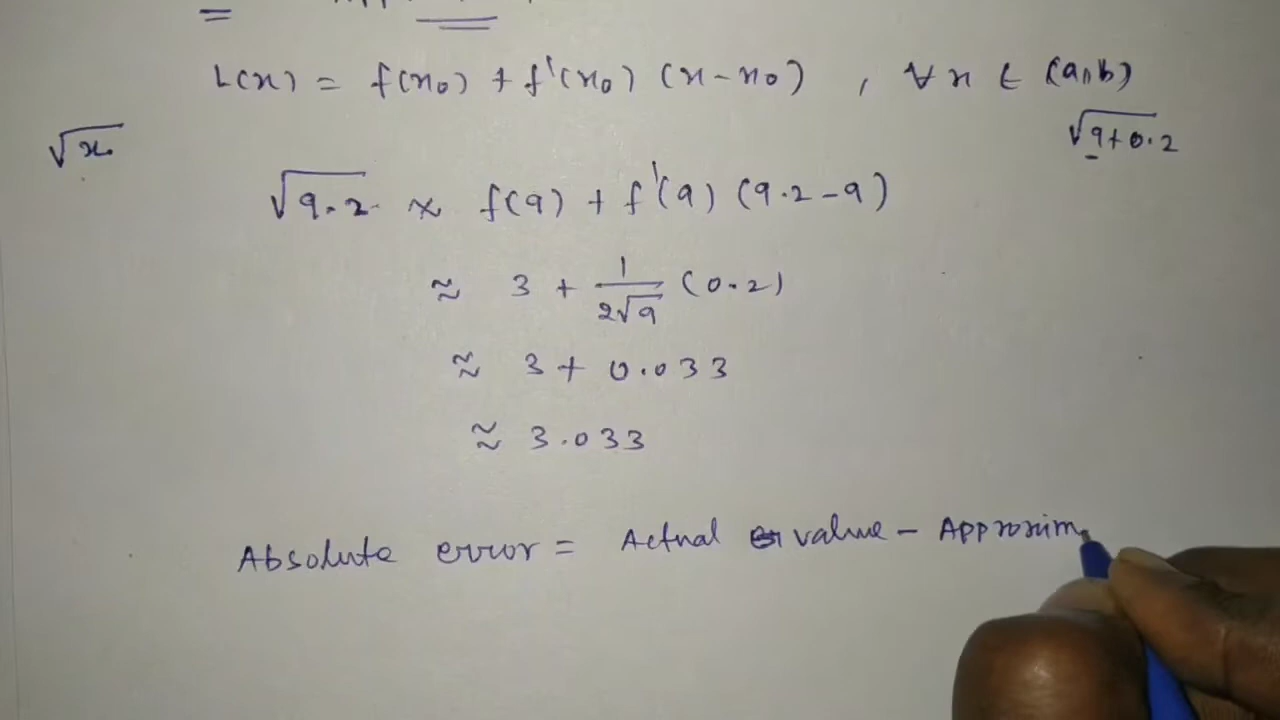 =
L(x) = f(x₀) + f'(x₀) (x-x₀) , ∀ x ∈ (a,b)
√x
√9+0.2
√9.2 ≈ f(9) + f'(9) (9.2-9)
≈ 3 + 1/2√9 (0.2)
≈ 3 + 0.033
≈ 3.033
Absolute error = Actual value - Approxim